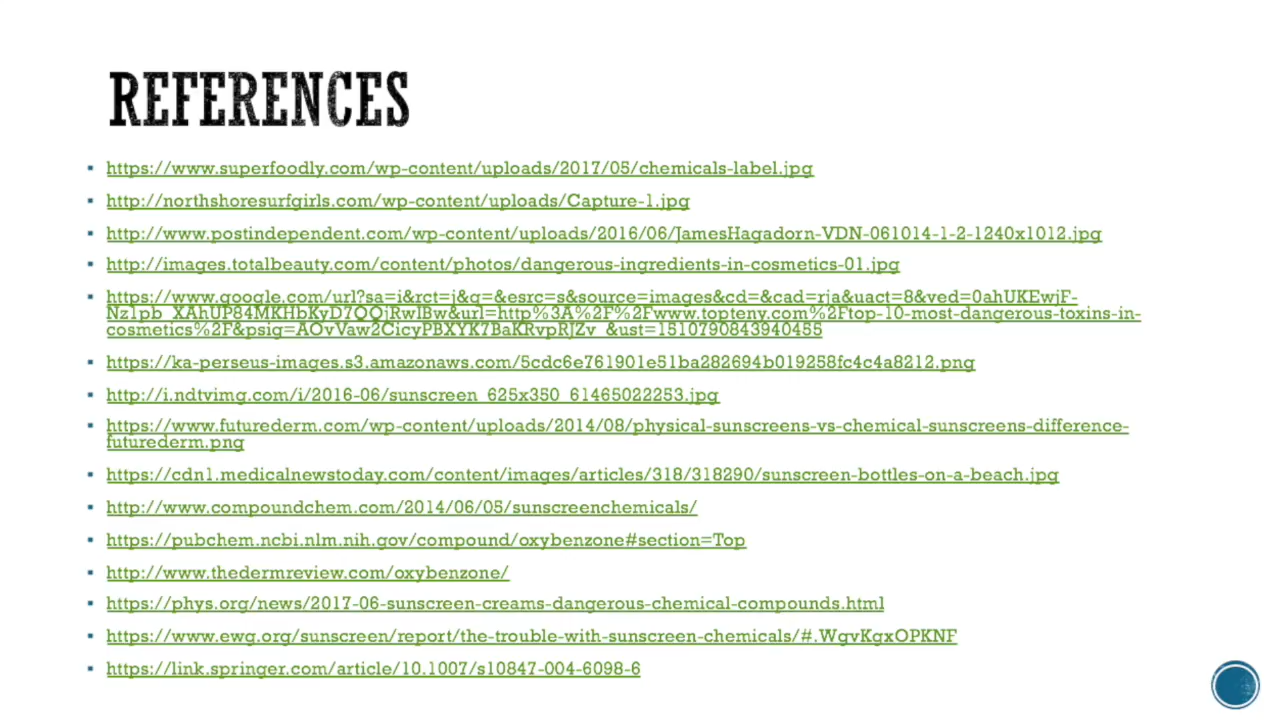 REFERENCES
https://www.superfoodly.com/wp-content/uploads/2017/05/chemicals-label.jpg
http://northshoresurfgirls.com/wp-content/uploads/Capture-1.jpg
http://www.postindependent.com/wp-content/uploads/2016/06/JamesHagadorn-VDN-061014-1-2-1240x1012.jpg
http://images.totalbeauty.com/content/photos/dangerous-ingredients-in-cosmetics-01.jpg
https://www.google.com/url?sa=i&rct=j&q=&esrc=s&source=images&cd=&cad=rja&uact=8&ved=0ahUKEwjF-
Nz1pb_XAhUP84MKHbKyD7QQjRwIBw&url=http%3A%2F%2Fwww.topteny.com%2Ftop-10-most-dangerous-toxins-in-
cosmetics%2F&psig=AOvVaw2CicyPBXYK7BaKRvpRJZv_&ust=1510790843940455
https://ka-perseus-images.s3.amazonaws.com/5cdc6e761901e51ba282694b019258fc4c4a8212.png
http://i.ndtvimg.com/i/2016-06/sunscreen_625x350_61465022253.jpg
https://www.futurederm.com/wp-content/uploads/2014/08/physical-sunscreens-vs-chemical-sunscreens-difference-
futurederm.png
https://cdn1.medicalnewstoday.com/content/images/articles/318/318290/sunscreen-bottles-on-a-beach.jpg
http://www.compoundchem.com/2014/06/05/sunscreenchemicals/
https://pubchem.ncbi.nlm.nih.gov/compound/oxybenzone#section=Top
http://www.thedermreview.com/oxybenzone/
https://phys.org/news/2017-06-sunscreen-creams-dangerous-chemical-compounds.html
https://www.ewg.org/sunscreen/report/the-trouble-with-sunscreen-chemicals/#.WgvKgxOPKNF
https://link.springer.com/article/10.1007/s10847-004-6098-6